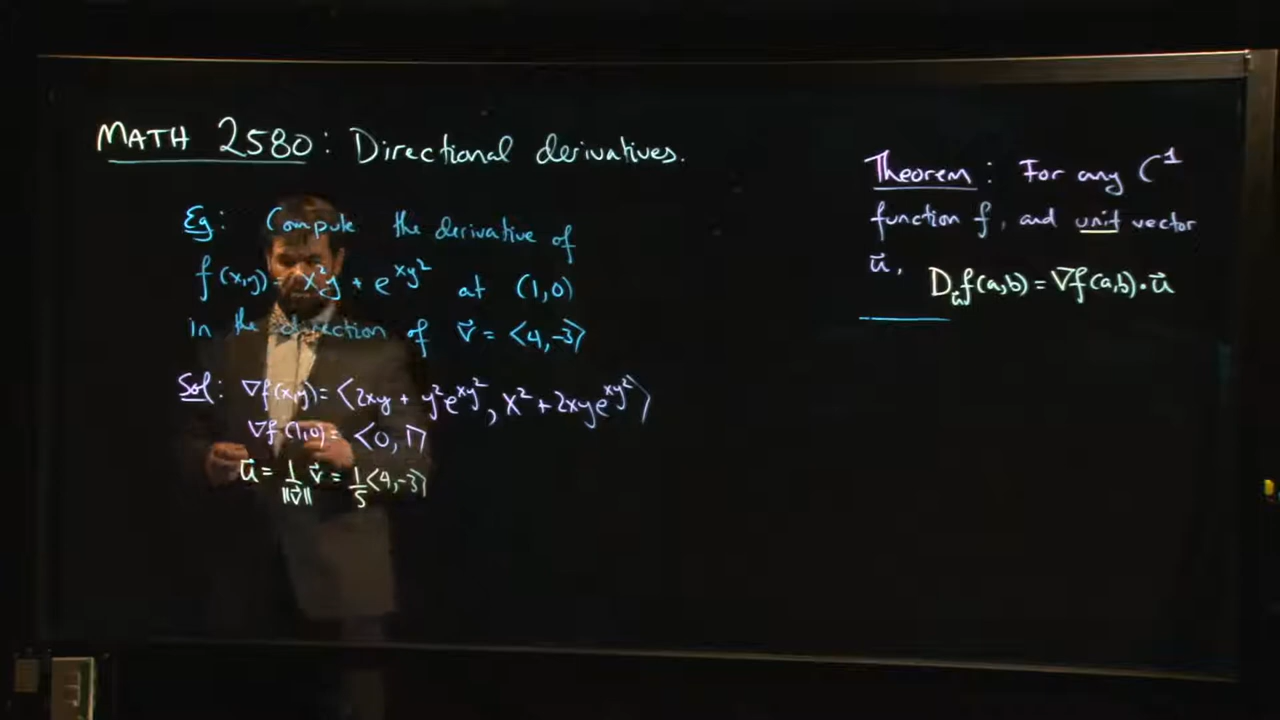 MATH 2580: Directional derivatives.
Eg: Compute the derivative of
f(x,y) = x²y + e^{xy²} at (1,0)
in the direction of v⃗ = ⟨4,-3⟩
Sol: ∇f(x,y) = ⟨2xy + y²e^{xy²}, x² + 2xye^{xy²}⟩
∇f(1,0) = ⟨0,1⟩
u⃗ = 1/‖v⃗‖ v⃗ = 1/5⟨4,-3⟩
Theorem: For any C¹
function f, and unit vector
u⃗,
D_{u⃗}f(a,b) = ∇f(a,b)·u⃗